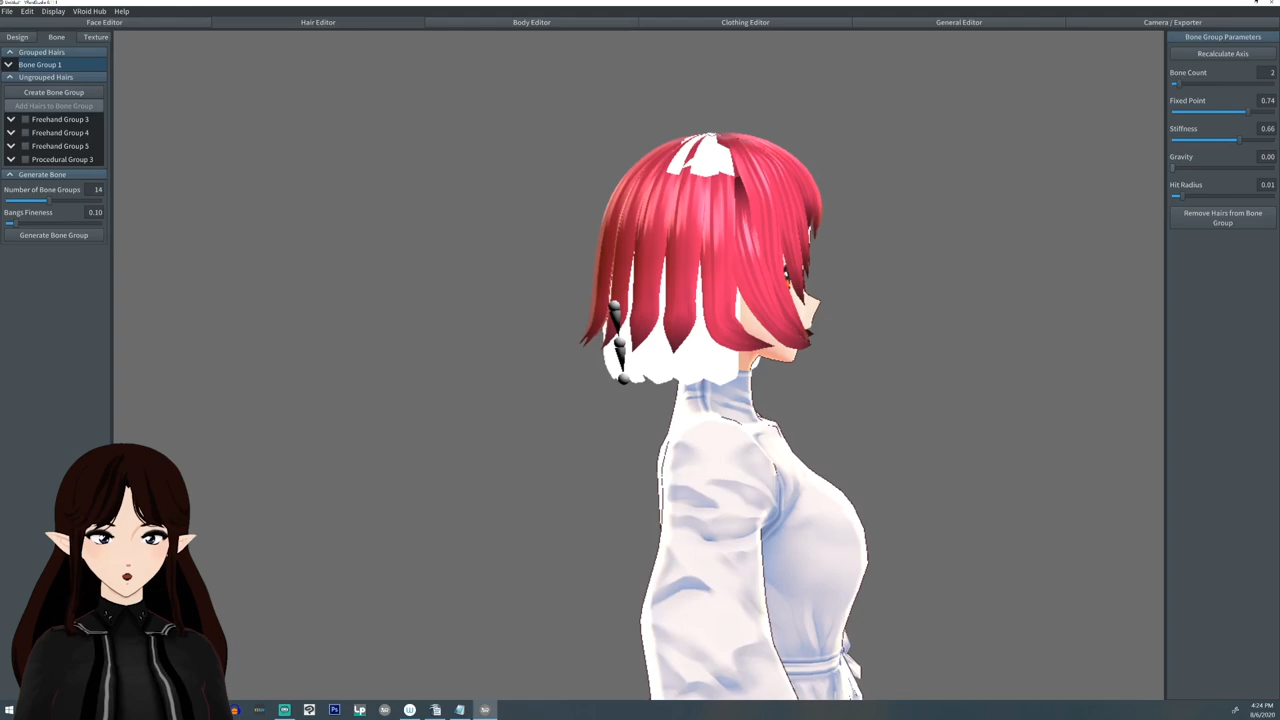 File Edit Display VRoid Hub Help
Face Editor Hair Editor Body Editor Clothing Editor General Editor Camera / Exporter
Design Bone Texture
Grouped Hairs
Bone Group 1
Ungrouped Hairs
Create Bone Group
Add Hairs to Bone Group
Freehand Group 3
Freehand Group 4
Freehand Group 5
Procedural Group 3
Generate Bone
Number of Bone Groups 14
Bangs Fineness 0.10
Generate Bone Group
Bone Group Parameters
Recalculate Axis
Bone Count 2
Fixed Point 0.74
Stiffness 0.66
Gravity 0.00
Hit Radius 0.01
Remove Hairs from Bone
Group
Ps
4:24 PM
8/6/2020